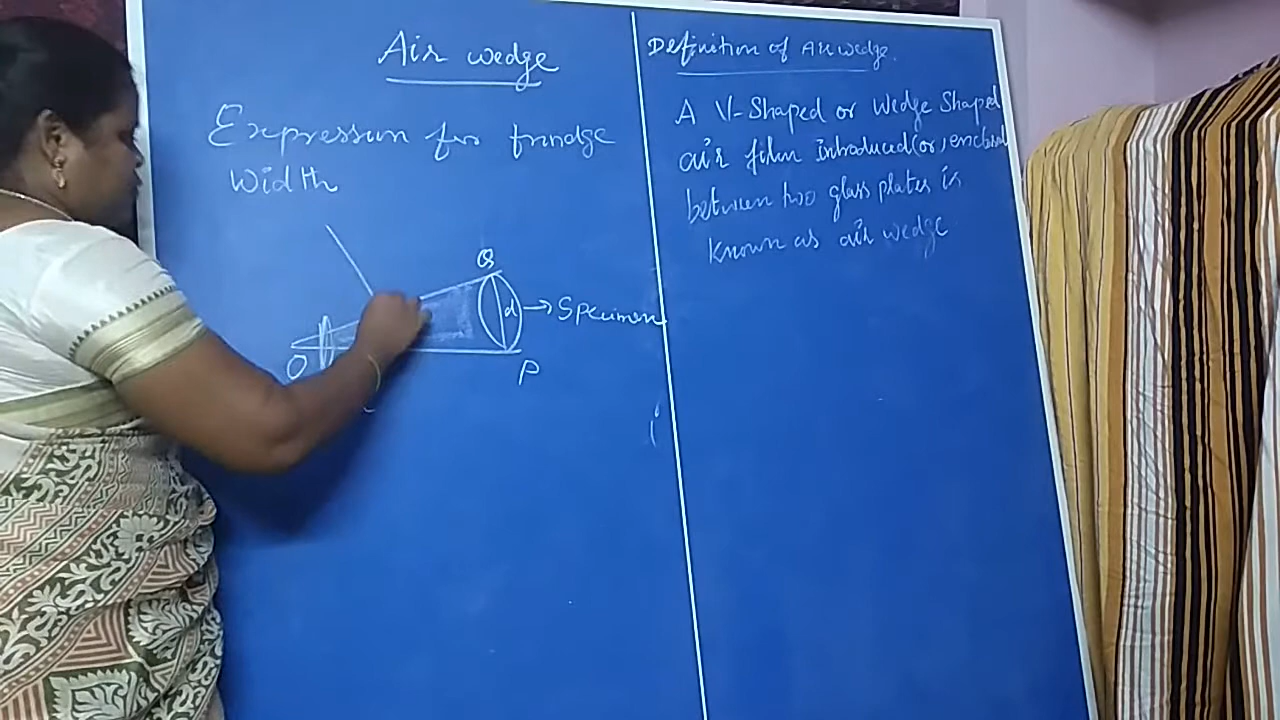 Air wedge
Expression for frindge
width
Q
d
Specimen
O
P
Definition of Air wedge.
A V-Shaped or Wedge Shaped
air film introduced (or) enclosed
between two glass plates is
known as air wedge